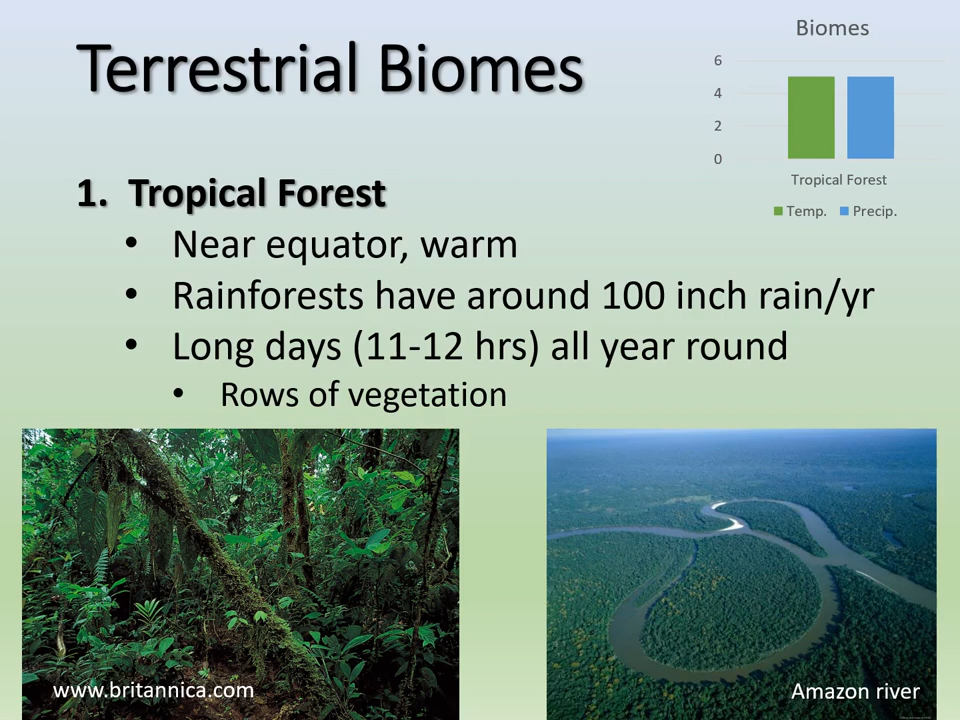 Terrestrial Biomes
Biomes
6
4
2
0
Tropical Forest
Temp. Precip.
1. Tropical Forest
• Near equator, warm
• Rainforests have around 100 inch rain/yr
• Long days (11-12 hrs) all year round
• Rows of vegetation
www.britannica.com
Amazon river